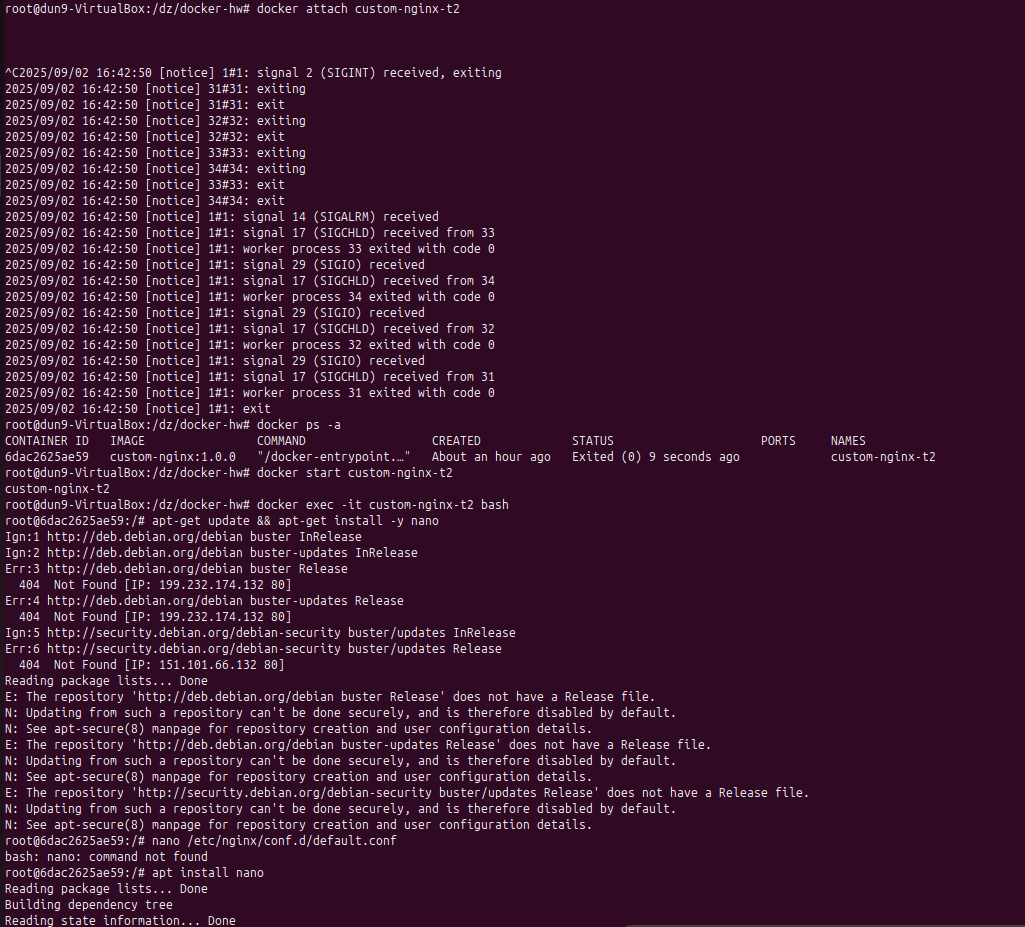 root@dun9-VirtualBox:/dz/docker-hw# docker attach custom-nginx-t2
^C2025/09/02 16:42:50 [notice] 1#1: signal 2 (SIGINT) received, exiting
2025/09/02 16:42:50 [notice] 31#31: exiting
2025/09/02 16:42:50 [notice] 31#31: exit
2025/09/02 16:42:50 [notice] 32#32: exiting
2025/09/02 16:42:50 [notice] 32#32: exit
2025/09/02 16:42:50 [notice] 33#33: exiting
2025/09/02 16:42:50 [notice] 34#34: exiting
2025/09/02 16:42:50 [notice] 33#33: exit
2025/09/02 16:42:50 [notice] 34#34: exit
2025/09/02 16:42:50 [notice] 1#1: signal 14 (SIGALRM) received
2025/09/02 16:42:50 [notice] 1#1: signal 17 (SIGCHLD) received from 33
2025/09/02 16:42:50 [notice] 1#1: worker process 33 exited with code 0
2025/09/02 16:42:50 [notice] 1#1: signal 29 (SIGIO) received
2025/09/02 16:42:50 [notice] 1#1: signal 17 (SIGCHLD) received from 34
2025/09/02 16:42:50 [notice] 1#1: worker process 34 exited with code 0
2025/09/02 16:42:50 [notice] 1#1: signal 29 (SIGIO) received
2025/09/02 16:42:50 [notice] 1#1: signal 17 (SIGCHLD) received from 32
2025/09/02 16:42:50 [notice] 1#1: worker process 32 exited with code 0
2025/09/02 16:42:50 [notice] 1#1: signal 29 (SIGIO) received
2025/09/02 16:42:50 [notice] 1#1: signal 17 (SIGCHLD) received from 31
2025/09/02 16:42:50 [notice] 1#1: worker process 31 exited with code 0
2025/09/02 16:42:50 [notice] 1#1: exit
root@dun9-VirtualBox:/dz/docker-hw# docker ps -a
CONTAINER ID   IMAGE                COMMAND                  CREATED             STATUS                     PORTS     NAMES
6dac2625ae59   custom-nginx:1.0.0   "/docker-entrypoint.…"   About an hour ago   Exited (0) 9 seconds ago             custom-nginx-t2
root@dun9-VirtualBox:/dz/docker-hw# docker start custom-nginx-t2
custom-nginx-t2
root@dun9-VirtualBox:/dz/docker-hw# docker exec -it custom-nginx-t2 bash
root@6dac2625ae59:/# apt-get update && apt-get install -y nano
Ign:1 http://deb.debian.org/debian buster InRelease
Ign:2 http://deb.debian.org/debian buster-updates InRelease
Err:3 http://deb.debian.org/debian buster Release
  404  Not Found [IP: 199.232.174.132 80]
Err:4 http://deb.debian.org/debian buster-updates Release
  404  Not Found [IP: 199.232.174.132 80]
Ign:5 http://security.debian.org/debian-security buster/updates InRelease
Err:6 http://security.debian.org/debian-security buster/updates Release
  404  Not Found [IP: 151.101.66.132 80]
Reading package lists... Done
E: The repository 'http://deb.debian.org/debian buster Release' does not have a Release file.
N: Updating from such a repository can't be done securely, and is therefore disabled by default.
N: See apt-secure(8) manpage for repository creation and user configuration details.
E: The repository 'http://deb.debian.org/debian buster-updates Release' does not have a Release file.
N: Updating from such a repository can't be done securely, and is therefore disabled by default.
N: See apt-secure(8) manpage for repository creation and user configuration details.
E: The repository 'http://security.debian.org/debian-security buster/updates Release' does not have a Release file.
N: Updating from such a repository can't be done securely, and is therefore disabled by default.
N: See apt-secure(8) manpage for repository creation and user configuration details.
root@6dac2625ae59:/# nano /etc/nginx/conf.d/default.conf
bash: nano: command not found
root@6dac2625ae59:/# apt install nano
Reading package lists... Done
Building dependency tree
Reading state information... Done